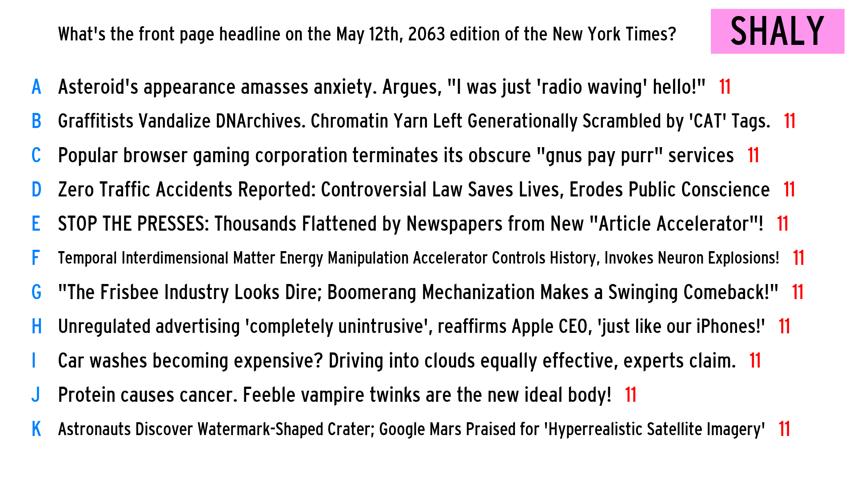 What's the front page headline on the May 12th, 2063 edition of the New York Times?
SHALY
A Asteroid's appearance amasses anxiety. Argues, "I was just 'radio waving' hello!" 11
B Graffitists Vandalize DNArchives. Chromatin Yarn Left Generationally Scrambled by 'CAT' Tags. 11
C Popular browser gaming corporation terminates its obscure "gnus pay purr" services 11
D Zero Traffic Accidents Reported: Controversial Law Saves Lives, Erodes Public Conscience 11
E STOP THE PRESSES: Thousands Flattened by Newspapers from New "Article Accelerator"! 11
F Temporal Interdimensional Matter Energy Manipulation Accelerator Controls History, Invokes Neuron Explosions! 11
G "The Frisbee Industry Looks Dire; Boomerang Mechanization Makes a Swinging Comeback!" 11
H Unregulated advertising 'completely unintrusive', reaffirms Apple CEO, 'just like our iPhones!' 11
I Car washes becoming expensive? Driving into clouds equally effective, experts claim. 11
J Protein causes cancer. Feeble vampire twinks are the new ideal body! 11
K Astronauts Discover Watermark-Shaped Crater; Google Mars Praised for 'Hyperrealistic Satellite Imagery' 11